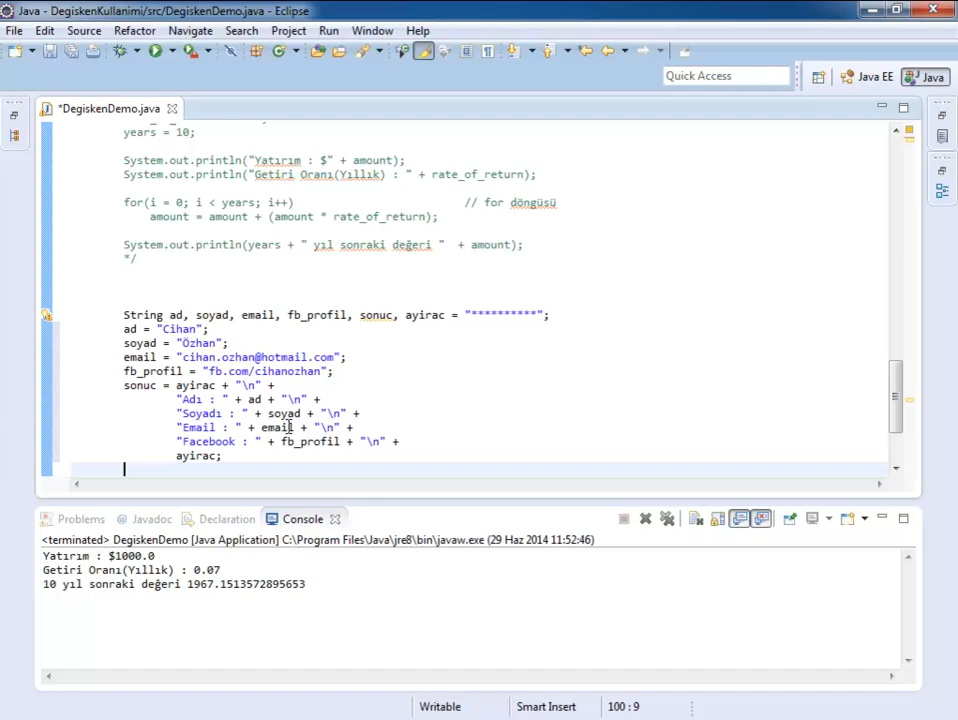 Java - DegiskenKullanimi/src/DegiskenDemo.java - Eclipse
File Edit Source Refactor Navigate Search Project Run Window Help
Quick Access
Java EE
Java
*DegiskenDemo.java
years = 10;
System.out.println("Yatırım : $" + amount);
System.out.println("Getiri Oranı(Yıllık) : " + rate_of_return);
for(i = 0; i < years; i++) // for döngüsü
amount = amount + (amount * rate_of_return);
System.out.println(years + " yıl sonraki değeri " + amount);
*/
String ad, soyad, email, fb_profil, sonuc, ayirac = "**********";
ad = "Cihan";
soyad = "Özhan";
email = "cihan.ozhan@hotmail.com";
fb_profil = "fb.com/cihanozhan";
sonuc = ayirac + "\n" +
"Adı : " + ad + "\n" +
"Soyadı : " + soyad + "\n" +
"Email : " + email + "\n" +
"Facebook : " + fb_profil + "\n" +
ayirac;
Problems @ Javadoc Declaration Console
<terminated> DegiskenDemo [Java Application] C:\Program Files\Java\jre8\bin\javaw.exe (29 Haz 2014 11:52:46)
Yatırım : $1000.0
Getiri Oranı(Yıllık) : 0.07
10 yıl sonraki değeri 1967.1513572895653
Writable Smart Insert 100 : 9